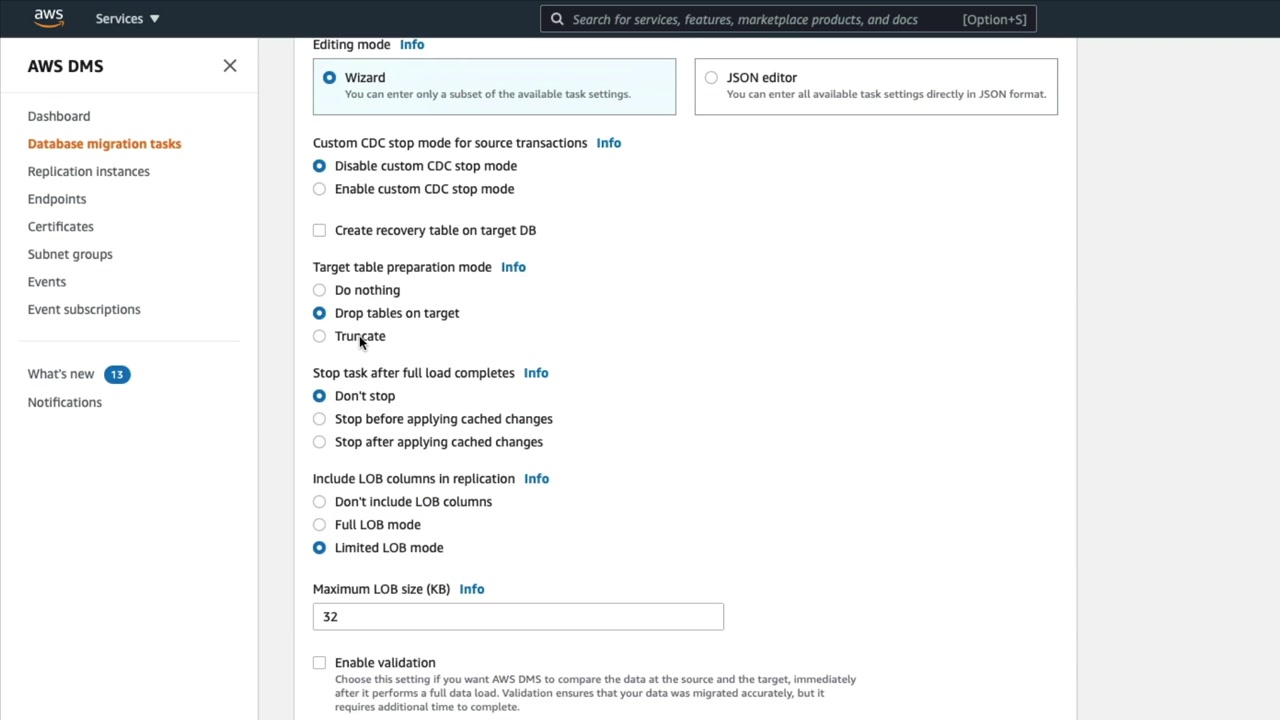 aws
Services ▼
Search for services, features, marketplace products, and docs
[Option+S]
AWS DMS
Dashboard
Database migration tasks
Replication instances
Endpoints
Certificates
Subnet groups
Events
Event subscriptions
What's new 13
Notifications
Editing mode Info
Wizard
You can enter only a subset of the available task settings.
JSON editor
You can enter all available task settings directly in JSON format.
Custom CDC stop mode for source transactions Info
Disable custom CDC stop mode
Enable custom CDC stop mode
Create recovery table on target DB
Target table preparation mode Info
Do nothing
Drop tables on target
Truncate
Stop task after full load completes Info
Don't stop
Stop before applying cached changes
Stop after applying cached changes
Include LOB columns in replication Info
Don't include LOB columns
Full LOB mode
Limited LOB mode
Maximum LOB size (KB) Info
32
Enable validation
Choose this setting if you want AWS DMS to compare the data at the source and the target, immediately
after it performs a full data load. Validation ensures that your data was migrated accurately, but it
requires additional time to complete.